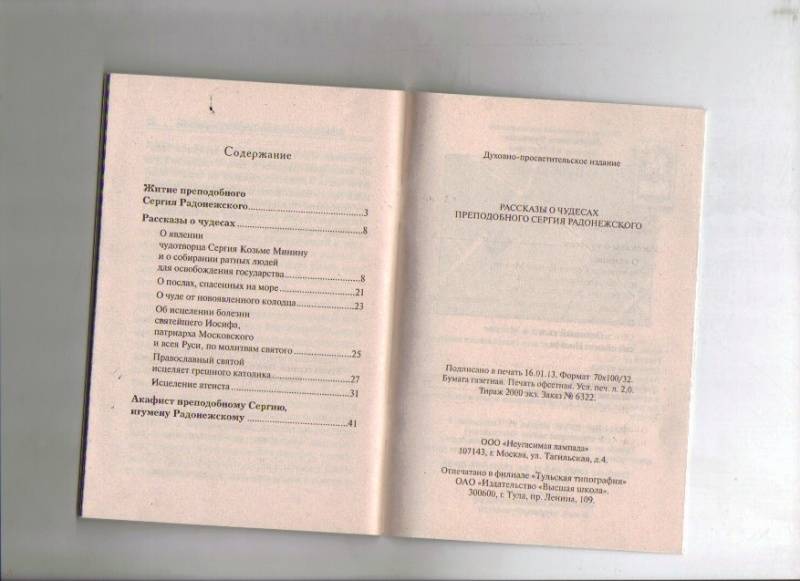 Содержание
Житие преподобного
Сергия Радонежского.....................3
Рассказы о чудесах.....................8
О явлении
чудотворца Сергия Козьме Минину
и о собирании ратных людей
для освобождения государства.....................8
О послах, спасенных на море.....................21
О чуде от новоявленного колодца.....................23
Об исцелении болезни
святейшего Иосифа,
патриарха Московского
и всея Руси, по молитвам святого.....................25
Православный святой
исцеляет грешного католика.....................27
Исцеление атеиста.....................31
Акафист преподобному Сергию,
игумену Радонежскому.....................41
Духовно-просветительское издание
РАССКАЗЫ О ЧУДЕСАХ
ПРЕПОДОБНОГО СЕРГИЯ РАДОНЕЖСКОГО
Подписано в печать 16.01.13. Формат 70х100/32.
Бумага газетная. Печать офсетная. Усл. печ. л. 2,0.
Тираж 2000 экз. Заказ № 6322.
ООО «Неугасимая лампада»
107143, г. Москва, ул. Тагильская, д.4.
Отпечатано в филиале «Тульская типография»
ОАО «Издательство «Высшая школа».
300600, г. Тула, пр. Ленина, 109.